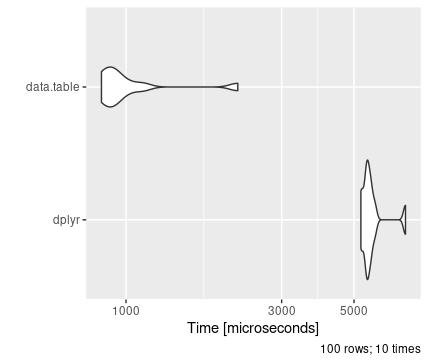 data.table
dplyr
1000 3000 5000
Time [microseconds]
100 rows; 10 times